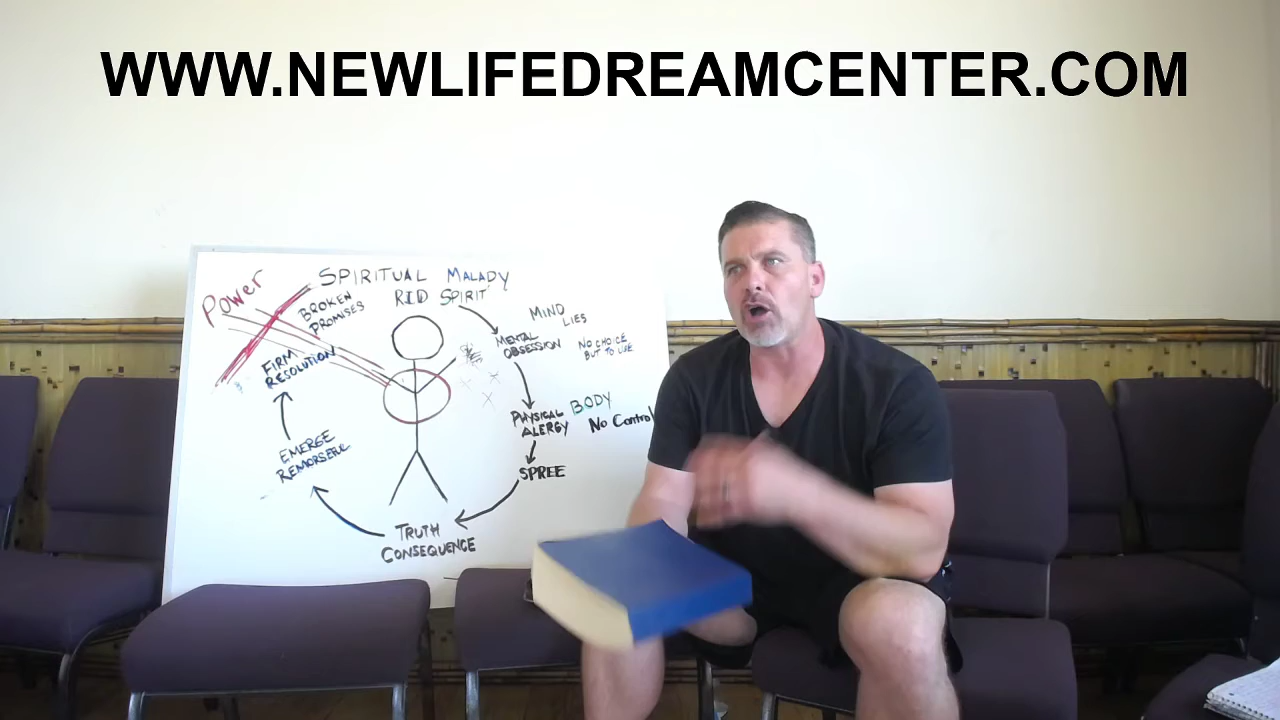 WWW.NEWLIFEDREAMCENTER.COM
SPIRITUAL MALADY
RID SPIRIT
POWER
BROKEN
PROMISES
MIND
LIES
MENTAL
OBSESSION
NO CHOICE
BUT TO USE
FIRM
RESOLUTION
PHYSICAL
ALERGY
BODY
No Control
EMERGE
REMORSEFUL
SPREE
TRUTH
CONSEQUENCE